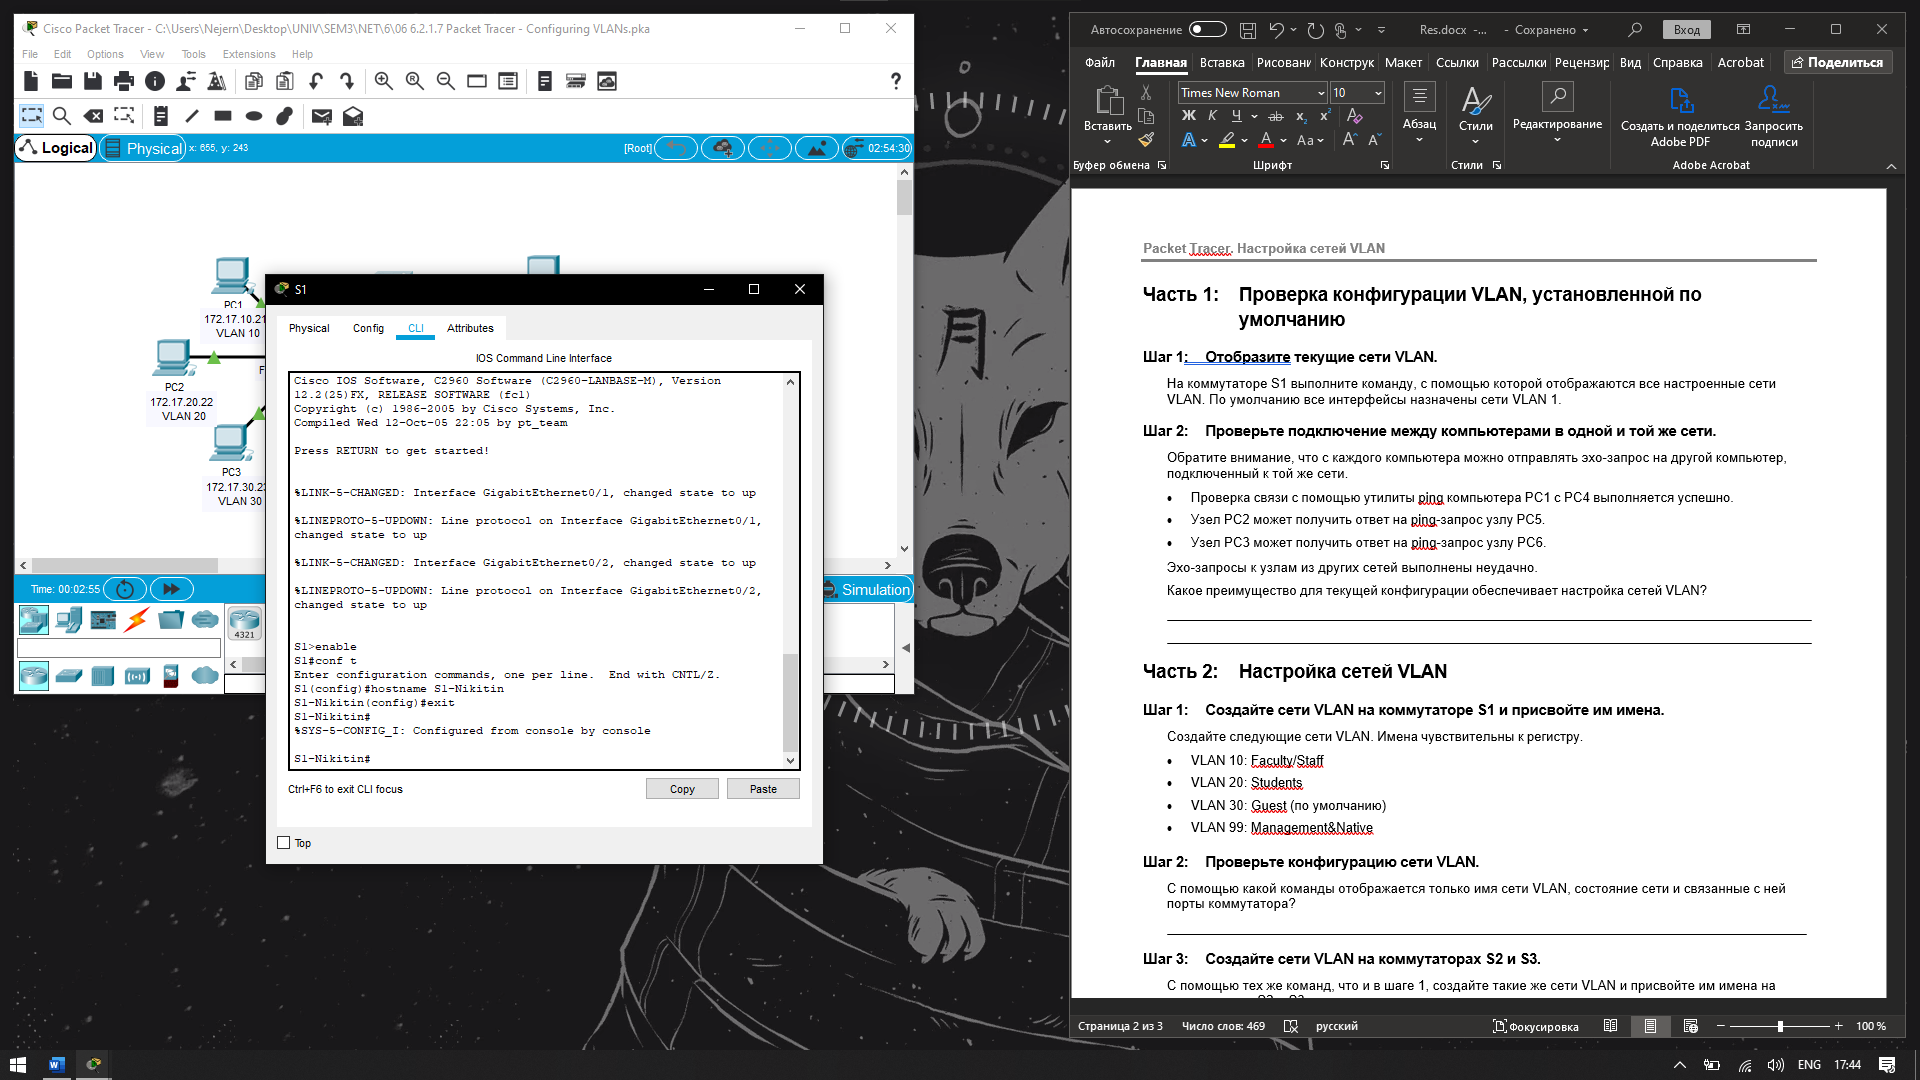 Cisco Packet Tracer - C:\Users\Nejern\Desktop\UNIV\SEM3\NET\6\06 6.2.1.7 Packet Tracer - Configuring VLANs.pka
File Edit Options View Tools Extensions Help
Logical
Physical
x: 655, y: 243
[Root]
02:54:30
PC1
172.17.10.21
VLAN 10
PC2
172.17.20.22
VLAN 20
F
PC3
172.17.30.23
VLAN 30
Time: 00:02:55
Simulation
4321
S1
Physical Config CLI Attributes
IOS Command Line Interface
Cisco IOS Software, C2960 Software (C2960-LANBASE-M), Version
12.2(25)FX, RELEASE SOFTWARE (fc1)
Copyright (c) 1986-2005 by Cisco Systems, Inc.
Compiled Wed 12-Oct-05 22:05 by pt_team
Press RETURN to get started!
%LINK-5-CHANGED: Interface GigabitEthernet0/1, changed state to up
%LINEPROTO-5-UPDOWN: Line protocol on Interface GigabitEthernet0/1,
changed state to up
%LINK-5-CHANGED: Interface GigabitEthernet0/2, changed state to up
%LINEPROTO-5-UPDOWN: Line protocol on Interface GigabitEthernet0/2,
changed state to up
S1>enable
S1#conf t
Enter configuration commands, one per line.  End with CNTL/Z.
S1(config)#hostname S1-Nikitin
S1-Nikitin(config)#exit
S1-Nikitin#
%SYS-5-CONFIG_I: Configured from console by console
S1-Nikitin#
Ctrl+F6 to exit CLI focus
Copy
Paste
Top
月
Автосохранение
Res.docx -... - Сохранено
Вход
Файл Главная Вставка Рисовани Конструк Макет Ссылки Рассылки Рецензир Вид Справка Acrobat
Поделиться
Вставить
Буфер обмена
Times New Roman
10
Ж К Ч ab x₂ x²
A Aa A A
Шрифт
Абзац
Стили
Стили
Редактирование
Создать и поделиться Adobe PDF
Запросить подписи
Adobe Acrobat
Packet Tracer. Настройка сетей VLAN
Часть 1: Проверка конфигурации VLAN, установленной по
умолчанию
Шаг 1: Отобразите текущие сети VLAN.
На коммутаторе S1 выполните команду, с помощью которой отображаются все настроенные сети
VLAN. По умолчанию все интерфейсы назначены сети VLAN 1.
Шаг 2: Проверьте подключение между компьютерами в одной и той же сети.
Обратите внимание, что с каждого компьютера можно отправлять эхо-запрос на другой компьютер,
подключенный к той же сети.
• Проверка связи с помощью утилиты ping компьютера PC1 с PC4 выполняется успешно.
• Узел PC2 может получить ответ на ping-запрос узлу PC5.
• Узел PC3 может получить ответ на ping-запрос узлу PC6.
Эхо-запросы к узлам из других сетей выполнены неудачно.
Какое преимущество для текущей конфигурации обеспечивает настройка сетей VLAN?
Часть 2: Настройка сетей VLAN
Шаг 1: Создайте сети VLAN на коммутаторе S1 и присвойте им имена.
Создайте следующие сети VLAN. Имена чувствительны к регистру.
• VLAN 10: Faculty/Staff
• VLAN 20: Students
• VLAN 30: Guest (по умолчанию)
• VLAN 99: Management&Native
Шаг 2: Проверьте конфигурацию сети VLAN.
С помощью какой команды отображается только имя сети VLAN, состояние сети и связанные с ней
порты коммутатора?
Шаг 3: Создайте сети VLAN на коммутаторах S2 и S3.
С помощью тех же команд, что и в шаге 1, создайте такие же сети VLAN и присвойте им имена на
Страница 2 из 3
Число слов: 469
русский
Фокусировка
100 %
ENG
17:44